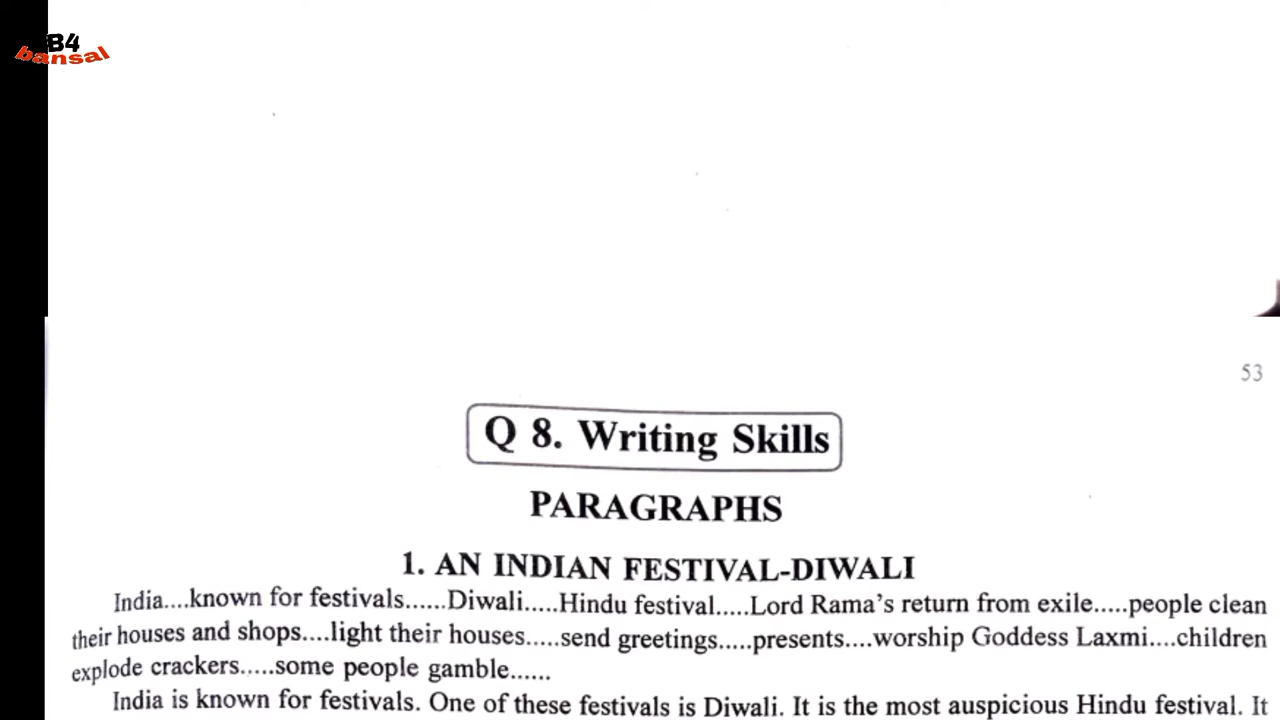 B4
bansal
53
Q 8. Writing Skills
PARAGRAPHS
1. AN INDIAN FESTIVAL-DIWALI
India....known for festivals......Diwali.....Hindu festival.....Lord Rama's return from exile.....people clean
their houses and shops....light their houses.....send greetings.....presents....worship Goddess Laxmi....children
explode crackers.....some people gamble......
India is known for festivals. One of these festivals is Diwali. It is the most auspicious Hindu festival. It